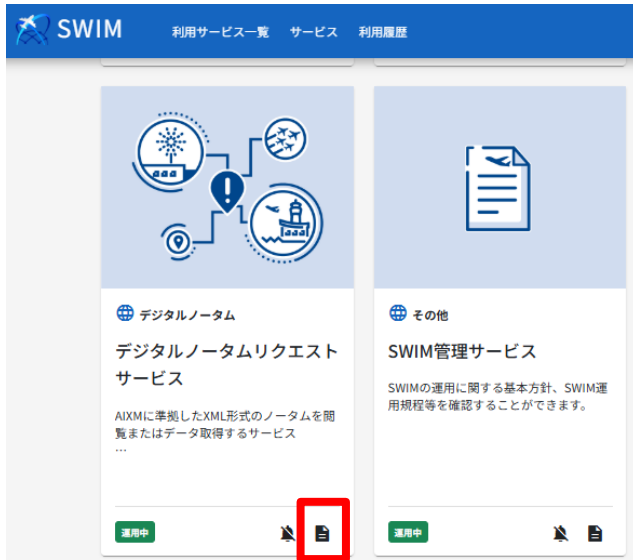 SWIM 利用サービス一覧 サービス 利用履歴
デジタルノータム
デジタルノータムリクエスト
サービス
AIXMに準拠したXML形式のノータムを閲
覧またはデータ取得するサービス
…
運用中
その他
SWIM管理サービス
SWIMの運用に関する基本方針、SWIM運
用規程等を確認することができます。
運用中